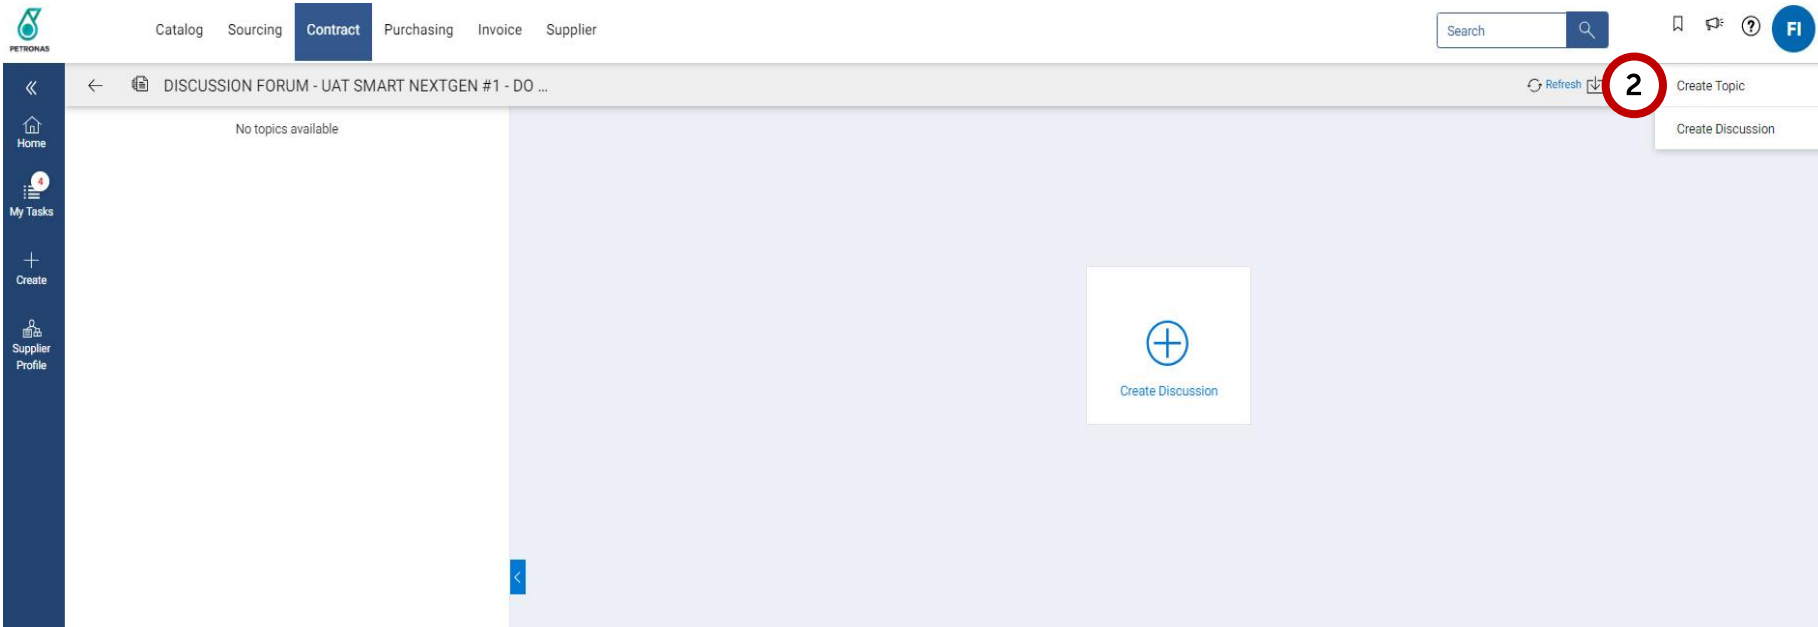 PETRONAS
Catalog Sourcing Contract Purchasing Invoice Supplier
Search
FI
DISCUSSION FORUM - UAT SMART NEXTGEN #1 - DO ...
Refresh
2
Create Topic
Create Discussion
No topics available
Home
4
My Tasks
Create
Supplier
Profile
Create Discussion